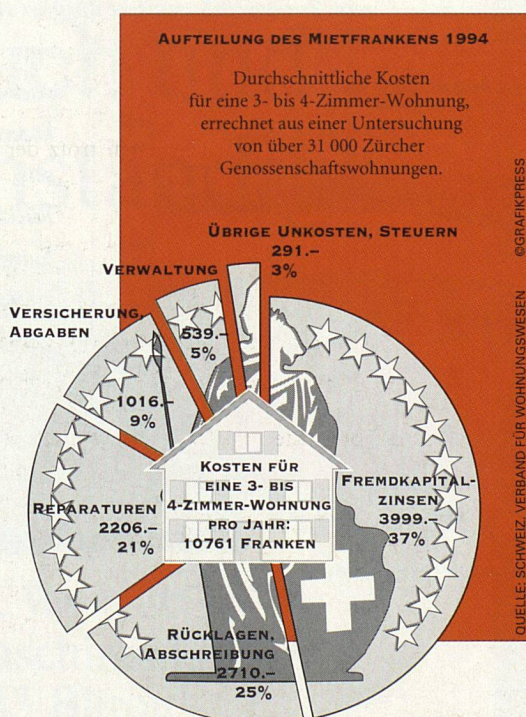 AUFTEILUNG DES MIETFRANKENS 1994
Durchschnittliche Kosten
für eine 3- bis 4-Zimmer-Wohnung,
errechnet aus einer Untersuchung
von über 31 000 Zürcher
Genossenschaftswohnungen.
ÜBRIGE UNKOSTEN, STEUERN
291.–
3%
VERWALTUNG
539.–
5%
VERSICHERUNG,
ABGABEN
1016.–
9%
REPARATUREN
2206.–
21%
KOSTEN FÜR
EINE 3- BIS
4-ZIMMER-WOHNUNG
PRO JAHR:
10761 FRANKEN
FREMDKAPITAL-
ZINSEN
3999.–
37%
RÜCKLAGEN,
ABSCHREIBUNG
2710.–
25%
QUELLE: SCHWEIZ. VERBAND FÜR WOHNUNGSWESEN ©GRAFIKPRESS